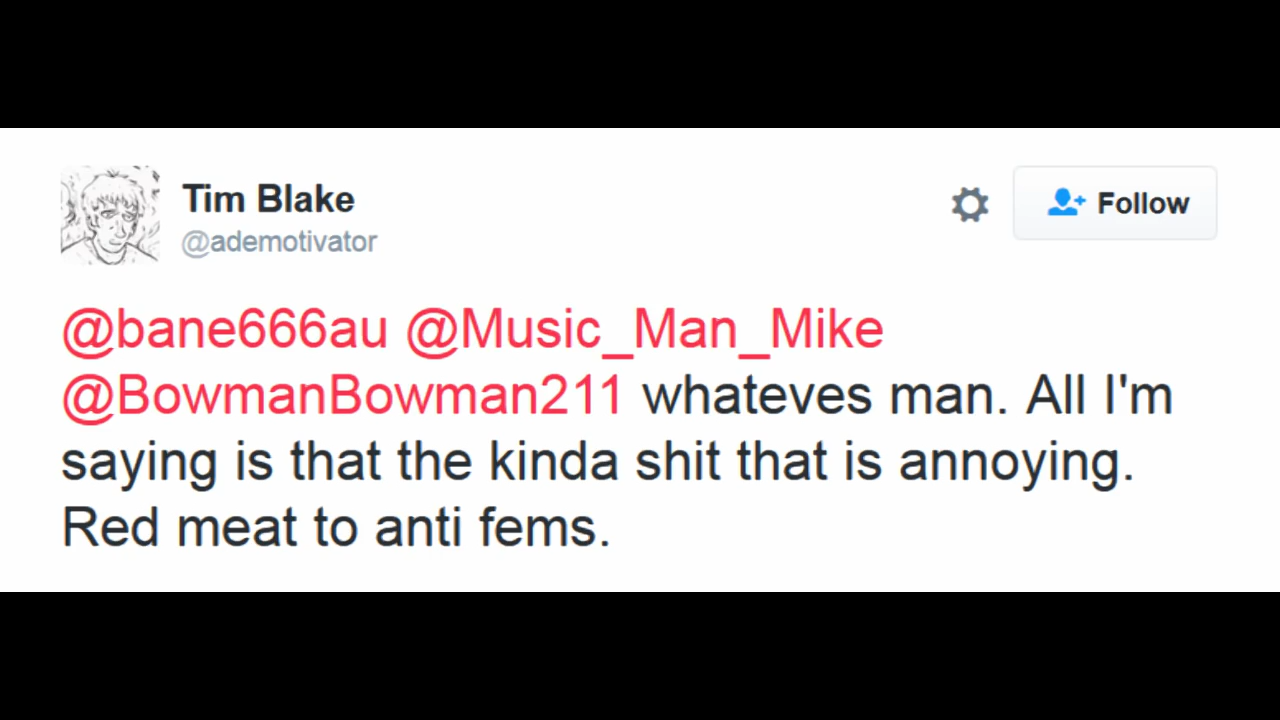 Tim Blake
@ademotivator
Follow
@bane666au @Music_Man_Mike
@BowmanBowman211 whateves man. All I'm
saying is that the kinda shit that is annoying.
Red meat to anti fems.